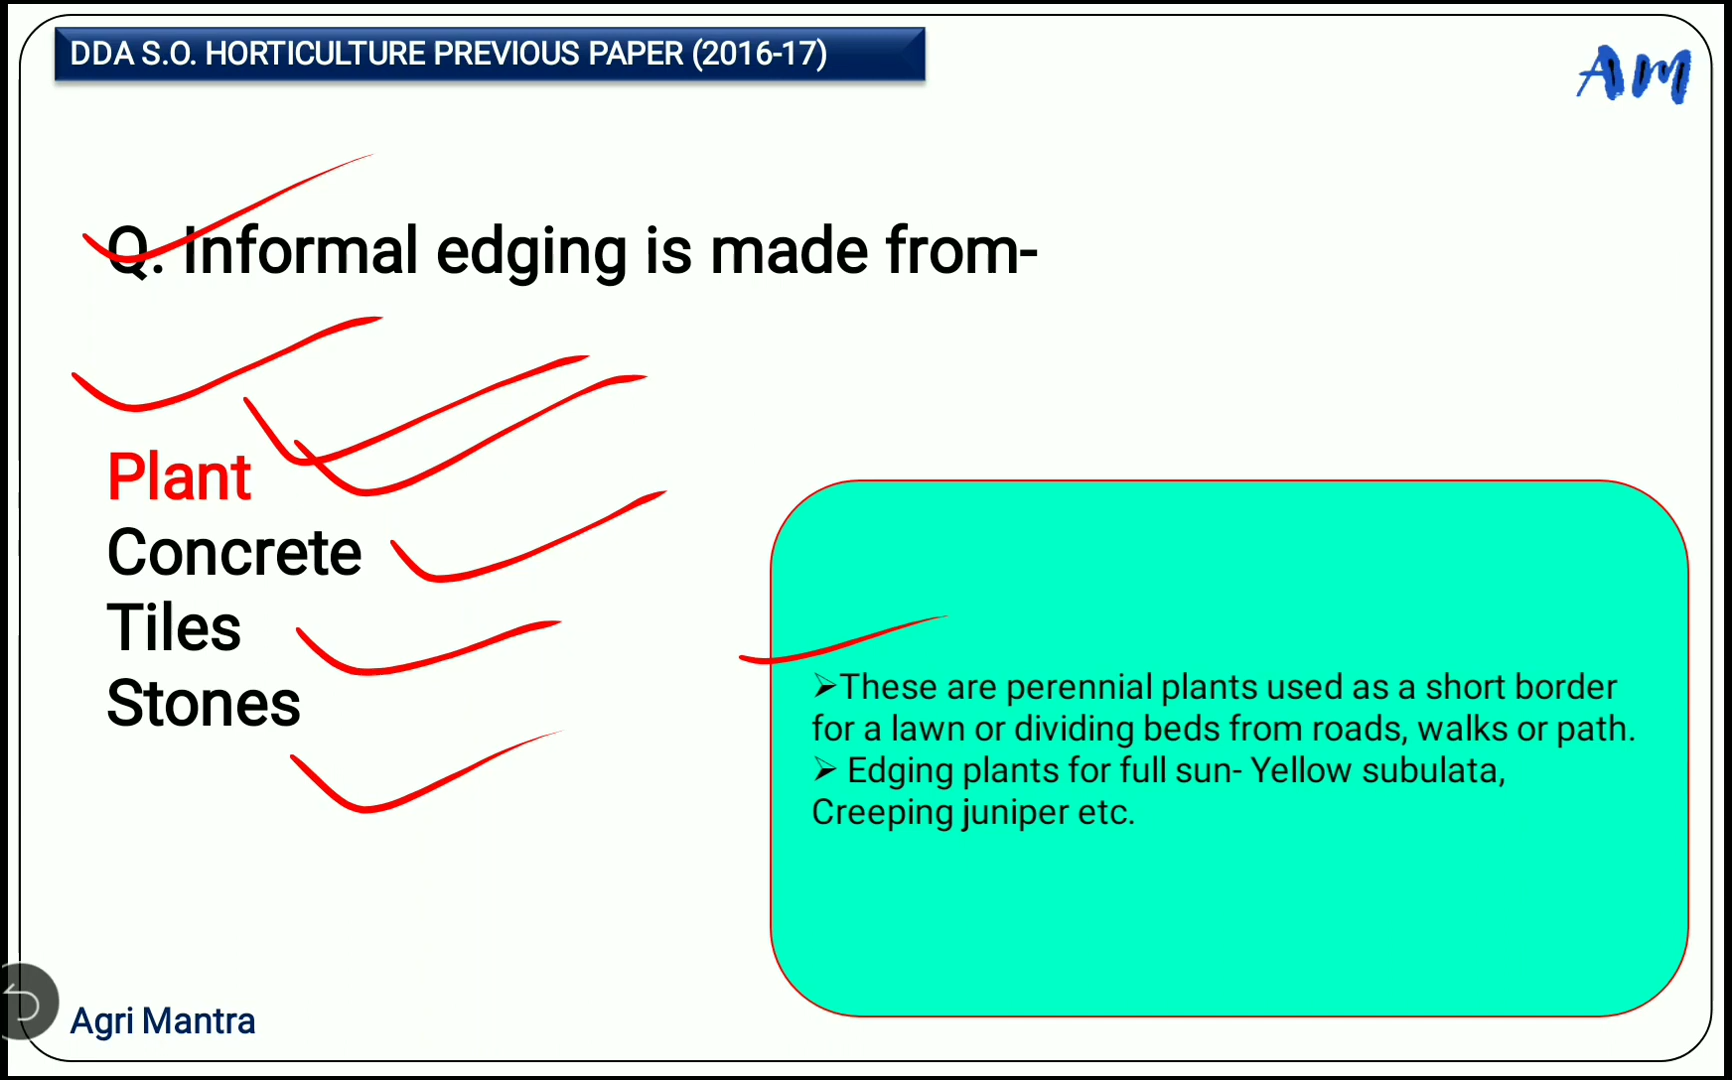 DDA S.O. HORTICULTURE PREVIOUS PAPER (2016-17)
AM
Q. Informal edging is made from-
Plant
Concrete
Tiles
Stones
➢These are perennial plants used as a short border
for a lawn or dividing beds from roads, walks or path.
➢ Edging plants for full sun- Yellow subulata,
Creeping juniper etc.
Agri Mantra